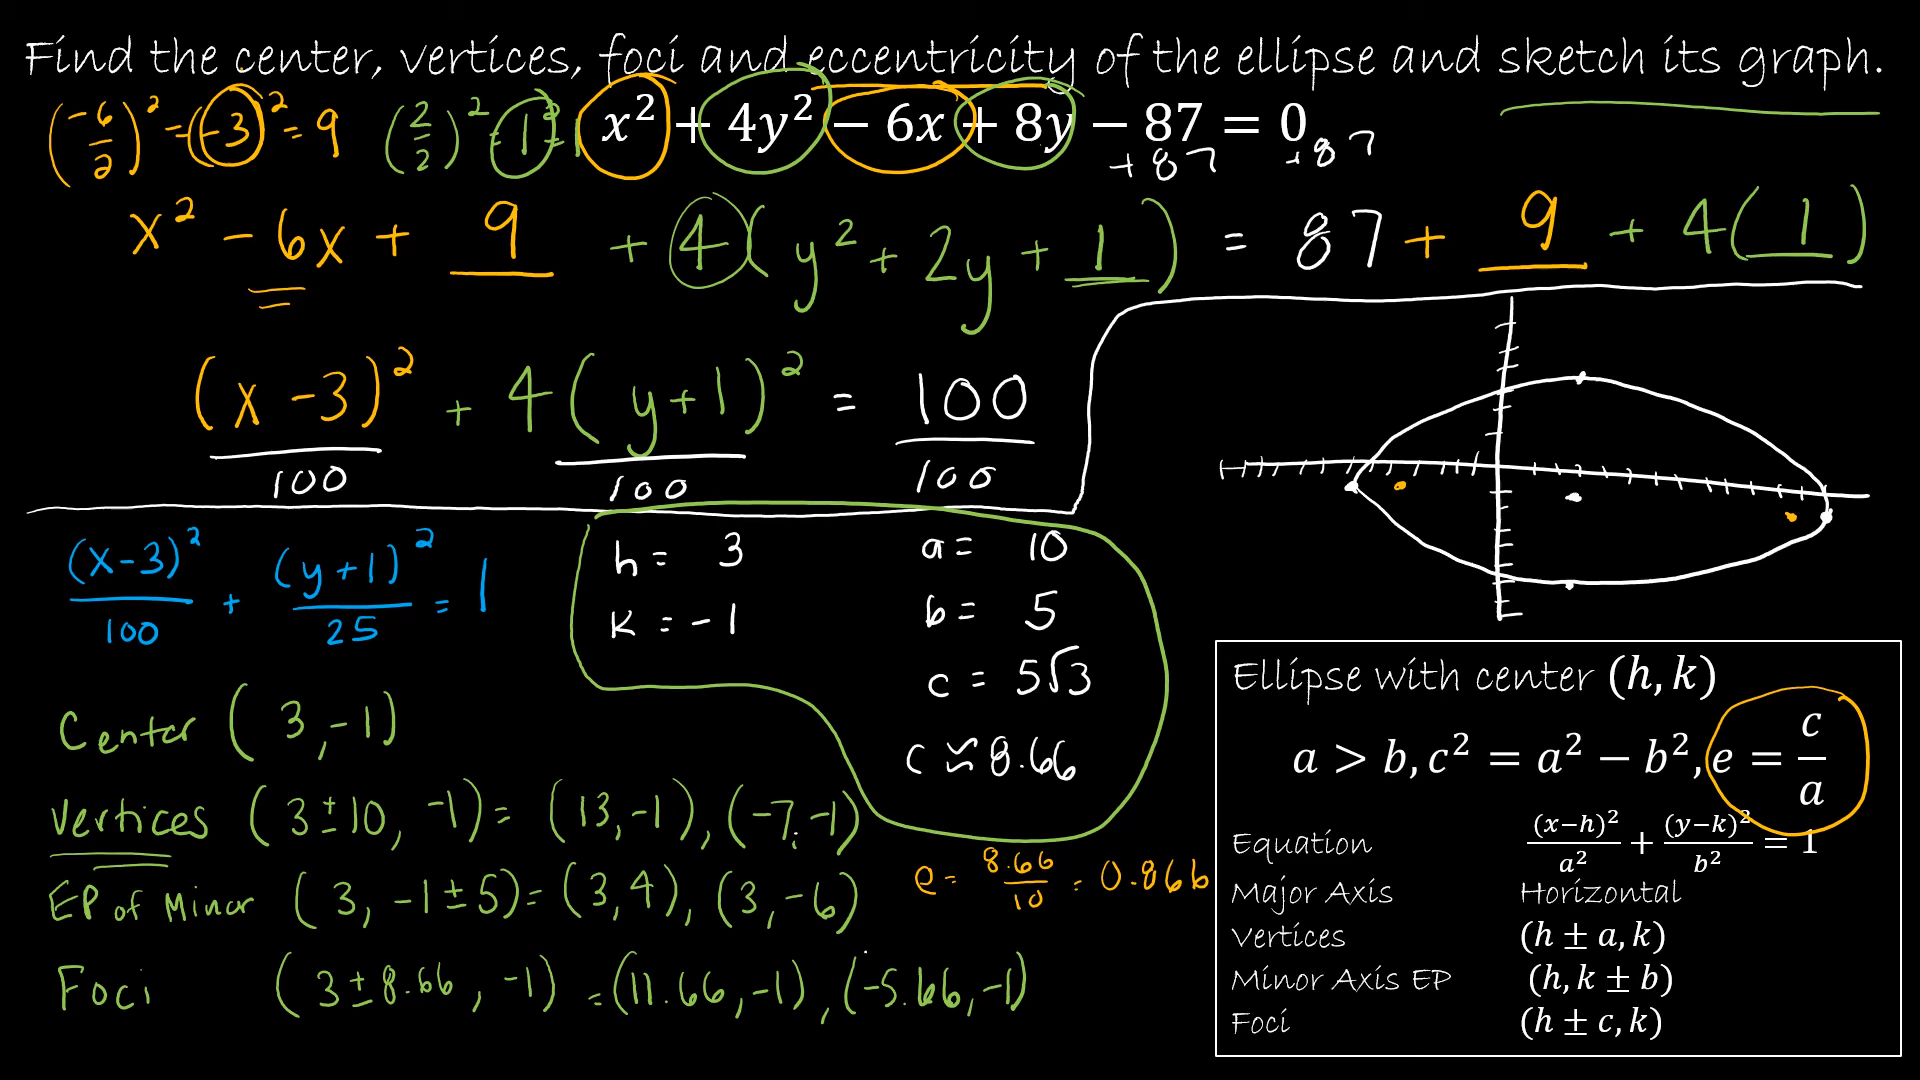 Find the center, vertices, foci and eccentricity of the ellipse and sketch its graph.
(-6/2)² = (-3)² = 9 (2/2)² = 1² = 1 x² + 4y² − 6x + 8y − 87 = 0
+87 +87
x² − 6x + 9 + 4(y² + 2y + 1) = 87 + 9 + 4(1)
(x − 3)²/100 + 4(y + 1)²/100 = 100/100
(x−3)²/100 + (y+1)²/25 = 1
h = 3 a = 10
k = −1 b = 5
c = 5√3
c ≈ 8.66
Center (3, −1)
Vertices (3 ± 10, −1) = (13, −1), (−7, −1)
EP of Minor (3, −1 ± 5) = (3, 4), (3, −6)
e = 8.66/10 = 0.866
Foci (3 ± 8.66, −1) = (11.66, −1), (−5.66, −1)
Ellipse with center (h, k)
a > b, c² = a² − b², e = c/a
Equation (x−h)²/a² + (y−k)²/b² = 1
Major Axis Horizontal
Vertices (h ± a, k)
Minor Axis EP (h, k ± b)
Foci (h ± c, k)